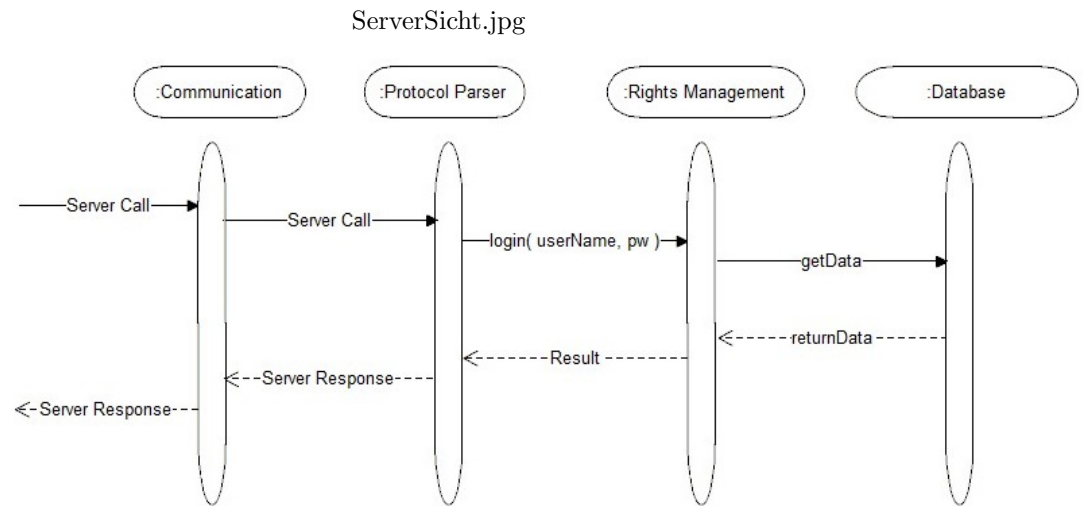 ServerSicht.jpg
:Communication
:Protocol Parser
:Rights Management
:Database
Server Call
Server Call
login( userName, pw )
getData
returnData
Result
Server Response
Server Response